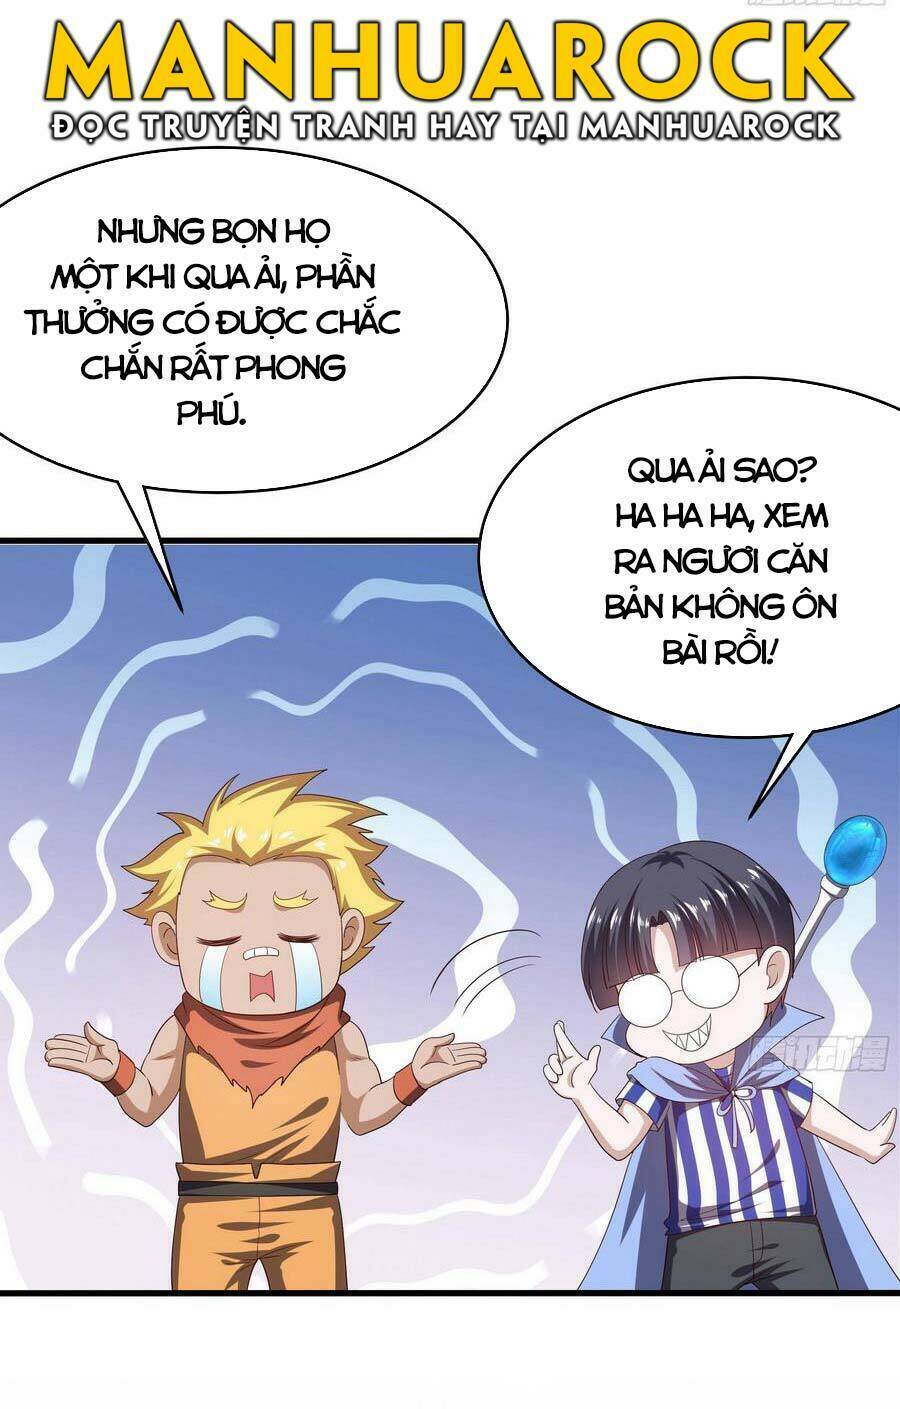 MANHUAROCK
ĐỌC TRUYỆN TRANH HAY TẠI MANHUAROCK
NHƯNG BỌN HỌ
MỘT KHI QUA ẢI, PHẦN
THƯỞNG CÓ ĐƯỢC CHẮC
CHẮN RẤT PHONG
PHÚ.
QUA ẢI SAO?
HA HA HA, XEM
RA NGƯƠI CĂN
BẢN KHÔNG ÔN
BÀI RỒI!